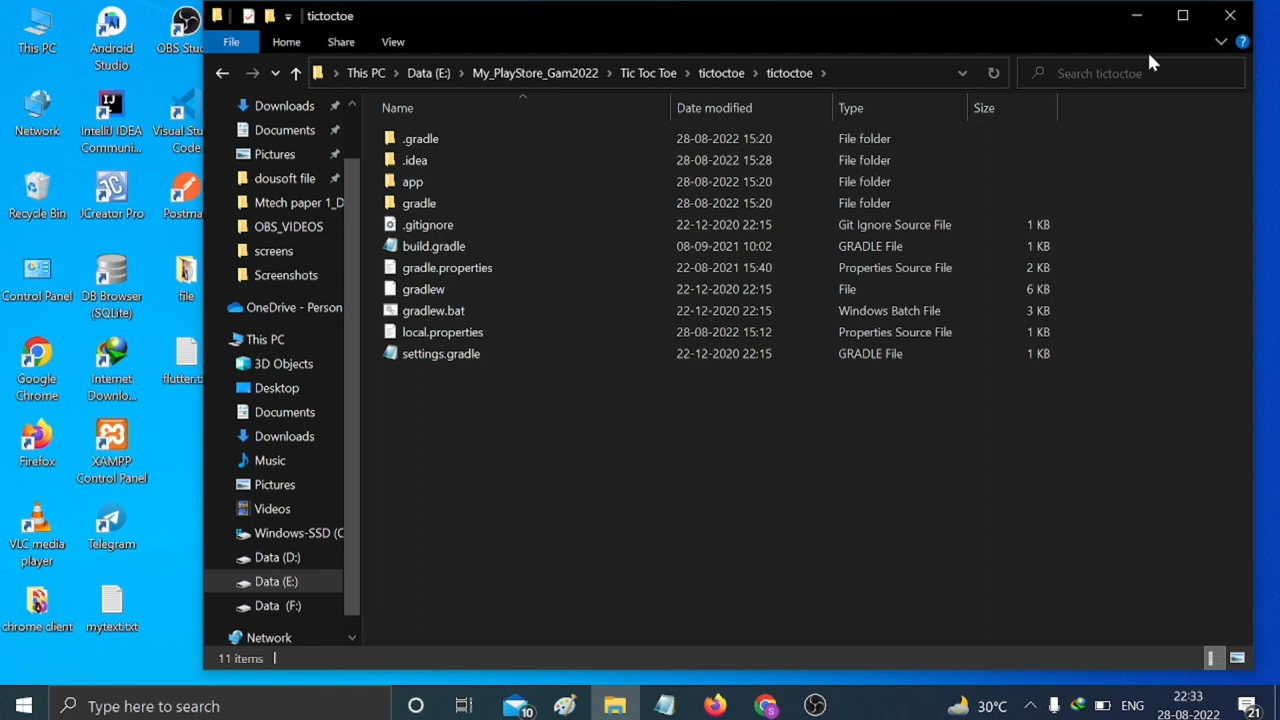 This PC
Android Studio
OBS Stu
Network
IntelliJ IDEA Communi...
Visual Stu Code
Recycle Bin
JCreator Pro
Postma
Control Panel
DB Browser (SQLite)
file
Google Chrome
Internet Downlo...
flutter.t
Firefox
XAMPP Control Panel
VLC media player
Telegram
chrome client
mytext.txt
tictoctoe
File Home Share View
This PC > Data (E:) > My_PlayStore_Gam2022 > Tic Toc Toe > tictoctoe > tictoctoe >
Search tictoctoe
Downloads
Documents
Pictures
dousoft file
Mtech paper 1_D
OBS_VIDEOS
screens
Screenshots
OneDrive - Person
This PC
3D Objects
Desktop
Documents
Downloads
Music
Pictures
Videos
Windows-SSD (C
Data (D:)
Data (E:)
Data (F:)
Network
Name Date modified Type Size
.gradle 28-08-2022 15:20 File folder
.idea 28-08-2022 15:28 File folder
app 28-08-2022 15:20 File folder
gradle 28-08-2022 15:20 File folder
.gitignore 22-12-2020 22:15 Git Ignore Source File 1 KB
build.gradle 08-09-2021 10:02 GRADLE File 1 KB
gradle.properties 22-08-2021 15:40 Properties Source File 2 KB
gradlew 22-12-2020 22:15 File 6 KB
gradlew.bat 22-12-2020 22:15 Windows Batch File 3 KB
local.properties 28-08-2022 15:12 Properties Source File 1 KB
settings.gradle 22-12-2020 22:15 GRADLE File 1 KB
11 items
Type here to search
10
30°C
ENG
22:33
28-08-2022
21